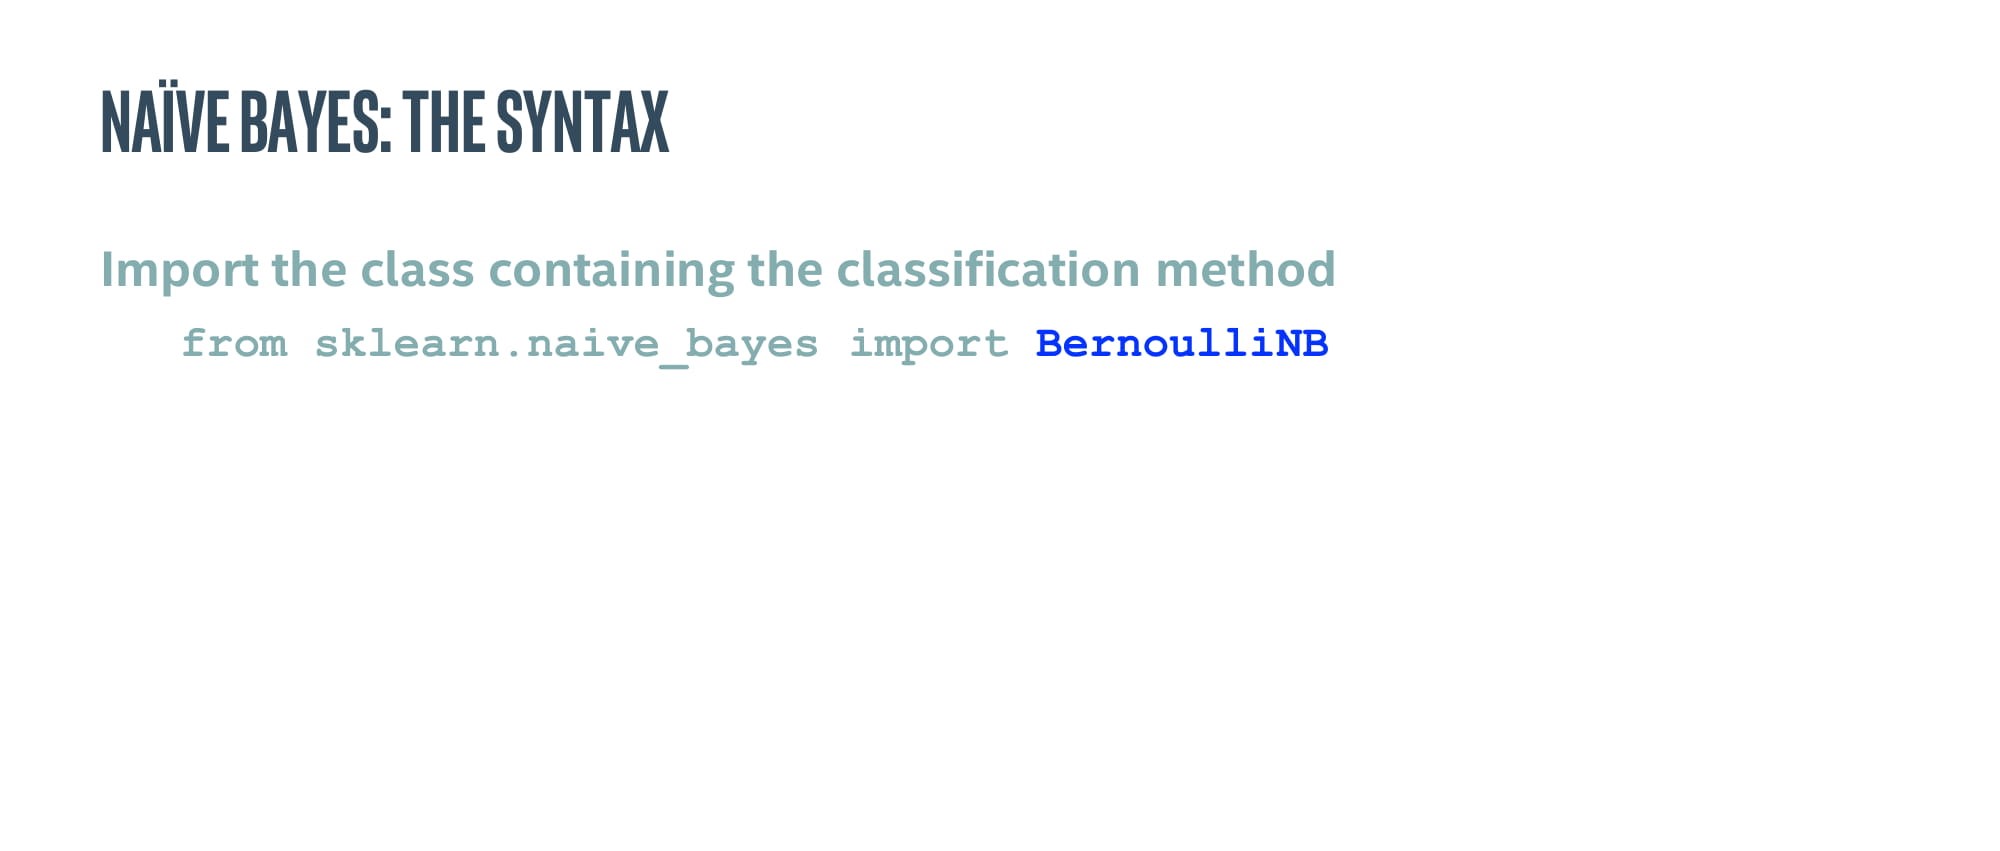 NAÏVE BAYES: THE SYNTAX
Import the class containing the classification method
from sklearn.naive_bayes import BernoulliNB